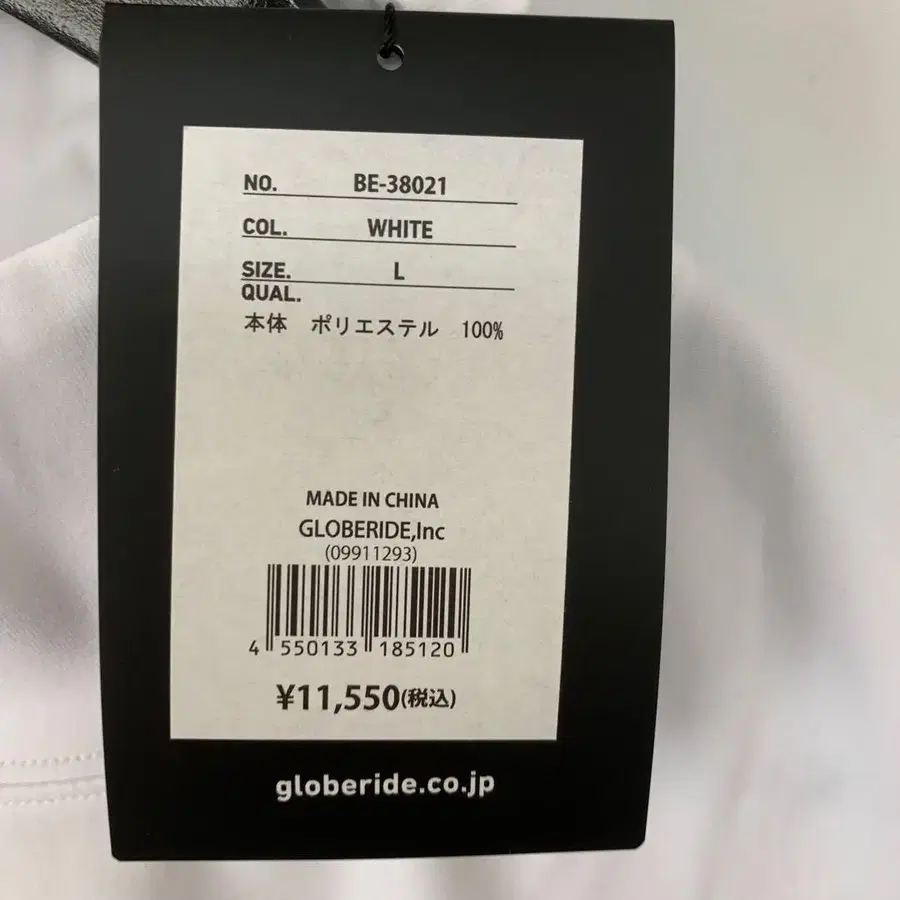 NO. BE-38021
COL. WHITE
SIZE. L
QUAL.
本体 ポリエステル 100%
MADE IN CHINA
GLOBERIDE,Inc
(09911293)
4 550133 185120
¥11,550(税込)
globeride.co.jp